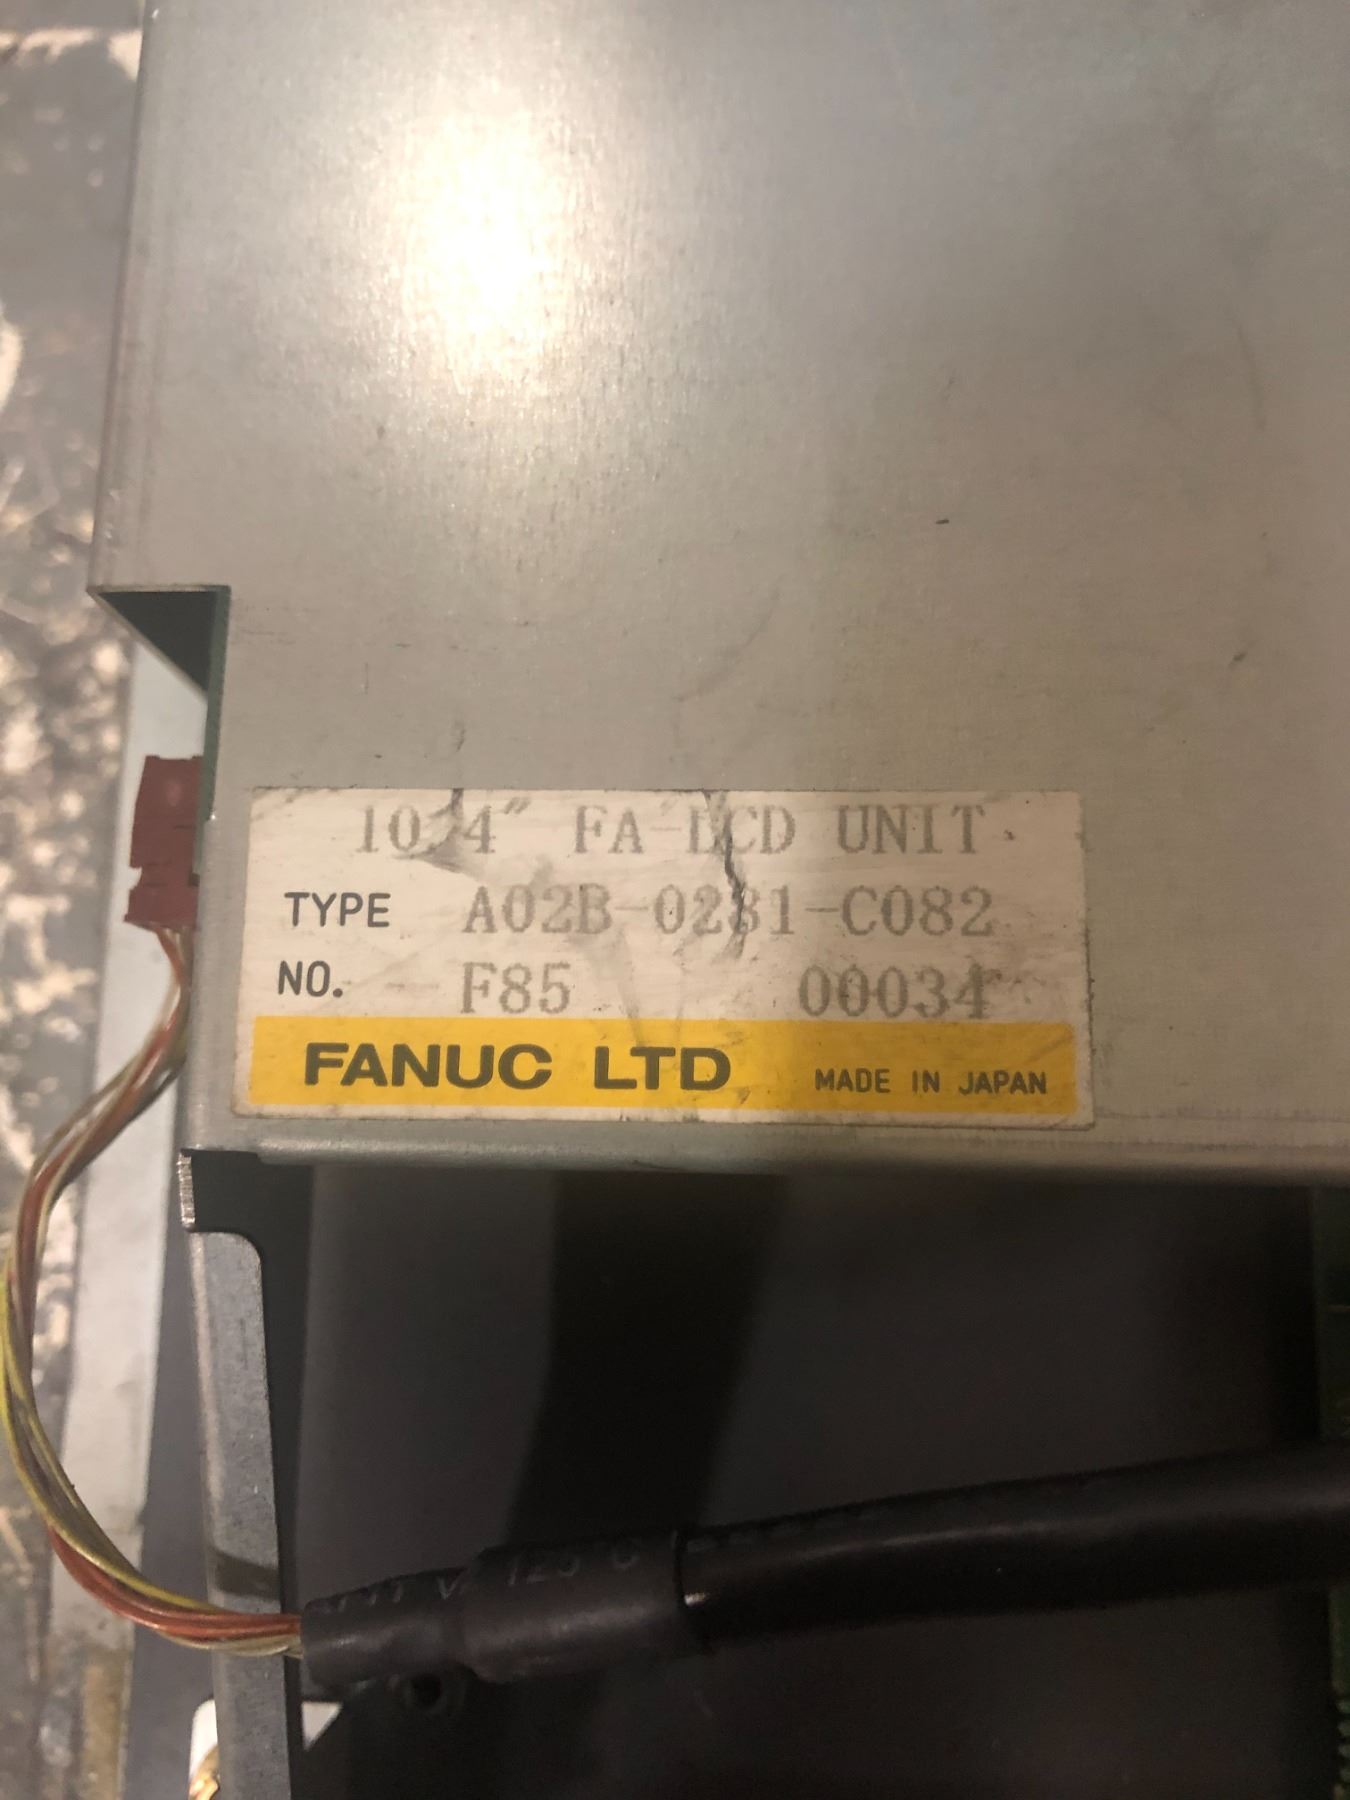 10.4" FA LCD UNIT
TYPE A02B-0281-C082
NO. F85 00034
FANUC LTD MADE IN JAPAN